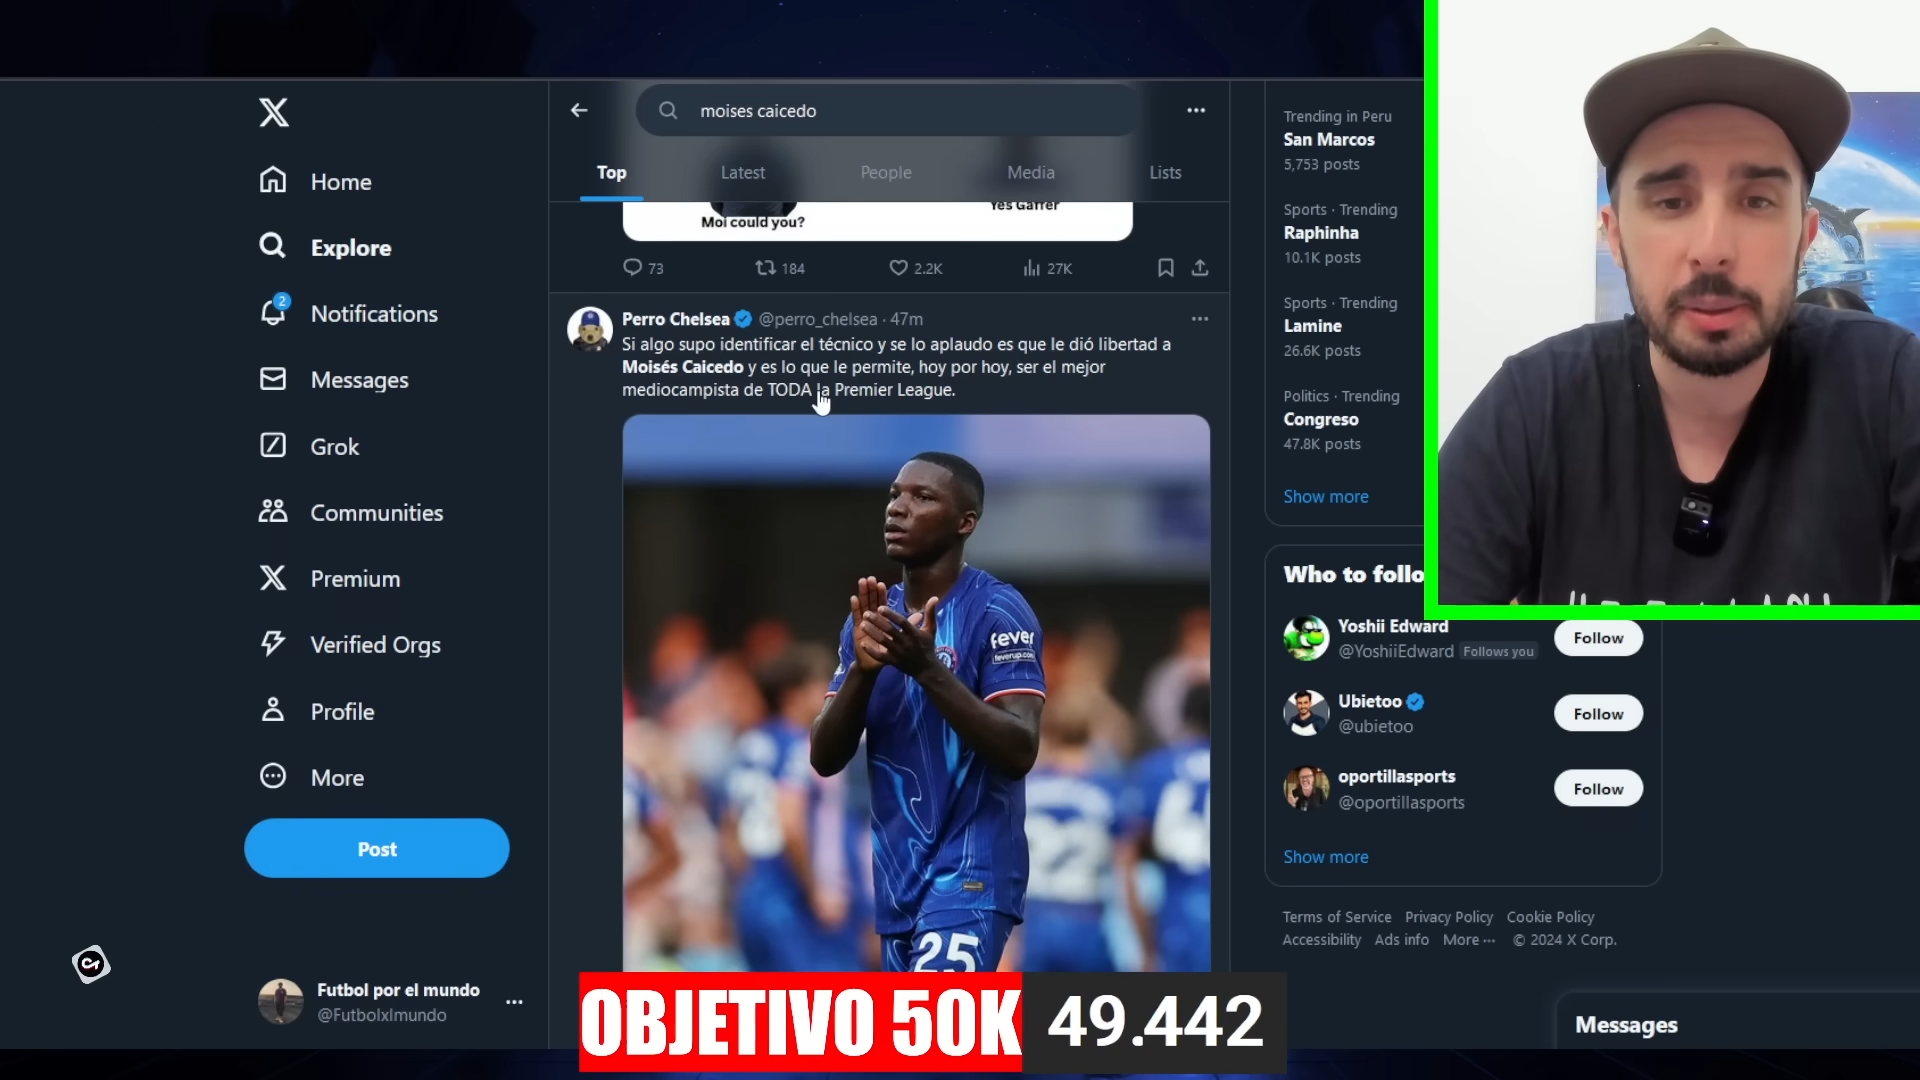 Home
Explore
2
Notifications
Messages
Grok
Communities
Premium
Verified Orgs
Profile
More
Post
Futbol por el mundo
@Futbolxlmundo
moises caicedo
Top
Latest
People
Media
Lists
Moi could you?
Yes Gaffer
73
184
2.2K
27K
Perro Chelsea @perro_chelsea · 47m
Si algo supo identificar el técnico y se lo aplaudo es que le dió libertad a
Moisés Caicedo y es lo que le permite, hoy por hoy, ser el mejor
mediocampista de TODA la Premier League.
fever
feverup.com
25
OBJETIVO 50K
49.442
Trending in Peru
San Marcos
5,753 posts
Sports · Trending
Raphinha
10.1K posts
Sports · Trending
Lamine
26.6K posts
Politics · Trending
Congreso
47.8K posts
Show more
Who to follo
Yoshii Edward
@YoshiiEdward Follows you
Follow
Ubietoo
@ubietoo
Follow
oportillasports
@oportillasports
Follow
Show more
Terms of Service Privacy Policy Cookie Policy
Accessibility Ads info More ··· © 2024 X Corp.
Messages